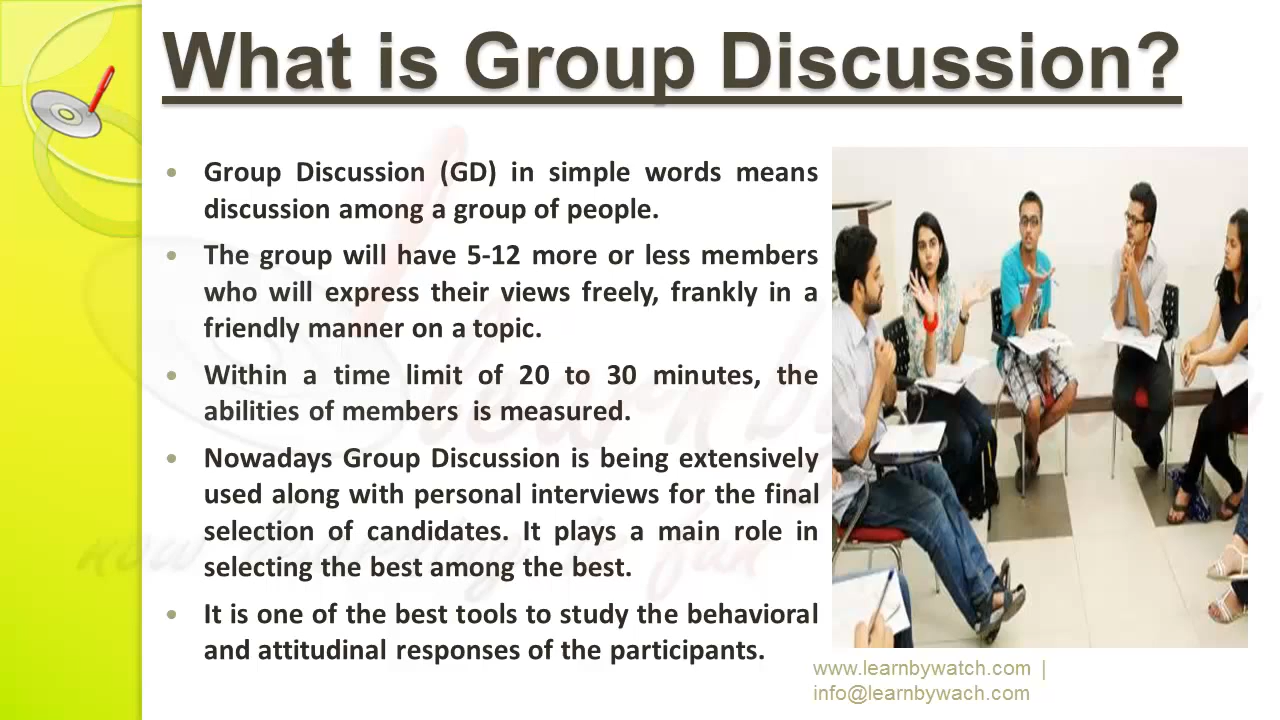 What is Group Discussion?
• Group Discussion (GD) in simple words means
discussion among a group of people.
• The group will have 5-12 more or less members
who will express their views freely, frankly in a
friendly manner on a topic.
• Within a time limit of 20 to 30 minutes, the
abilities of members is measured.
• Nowadays Group Discussion is being extensively
used along with personal interviews for the final
selection of candidates. It plays a main role in
selecting the best among the best.
• It is one of the best tools to study the behavioral
and attitudinal responses of the participants.
www.learnbywatch.com |
info@learnbywach.com